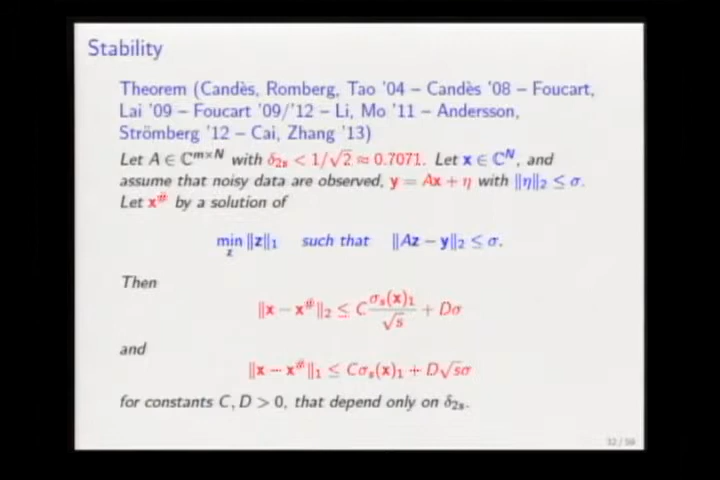 Stability
Theorem (Candès, Romberg, Tao '04 – Candès '08 – Foucart,
Lai '09 – Foucart '09/'12 – Li, Mo '11 – Andersson,
Strömberg '12 – Cai, Zhang '13)
Let A ∈ ℂ^{m×N} with δ_{2s} < 1/√2 ≈ 0.7071. Let x ∈ ℂ^N, and
assume that noisy data are observed, y = Ax + η with ‖η‖₂ ≤ σ.
Let x^# by a solution of
min_z ‖z‖₁ such that ‖Az − y‖₂ ≤ σ.
Then
‖x − x^#‖₂ ≤ C σ_s(x)₁/√s + Dσ
and
‖x − x^#‖₁ ≤ Cσ_s(x)₁ + D√sσ
for constants C, D > 0, that depend only on δ_{2s}.
32 / 59